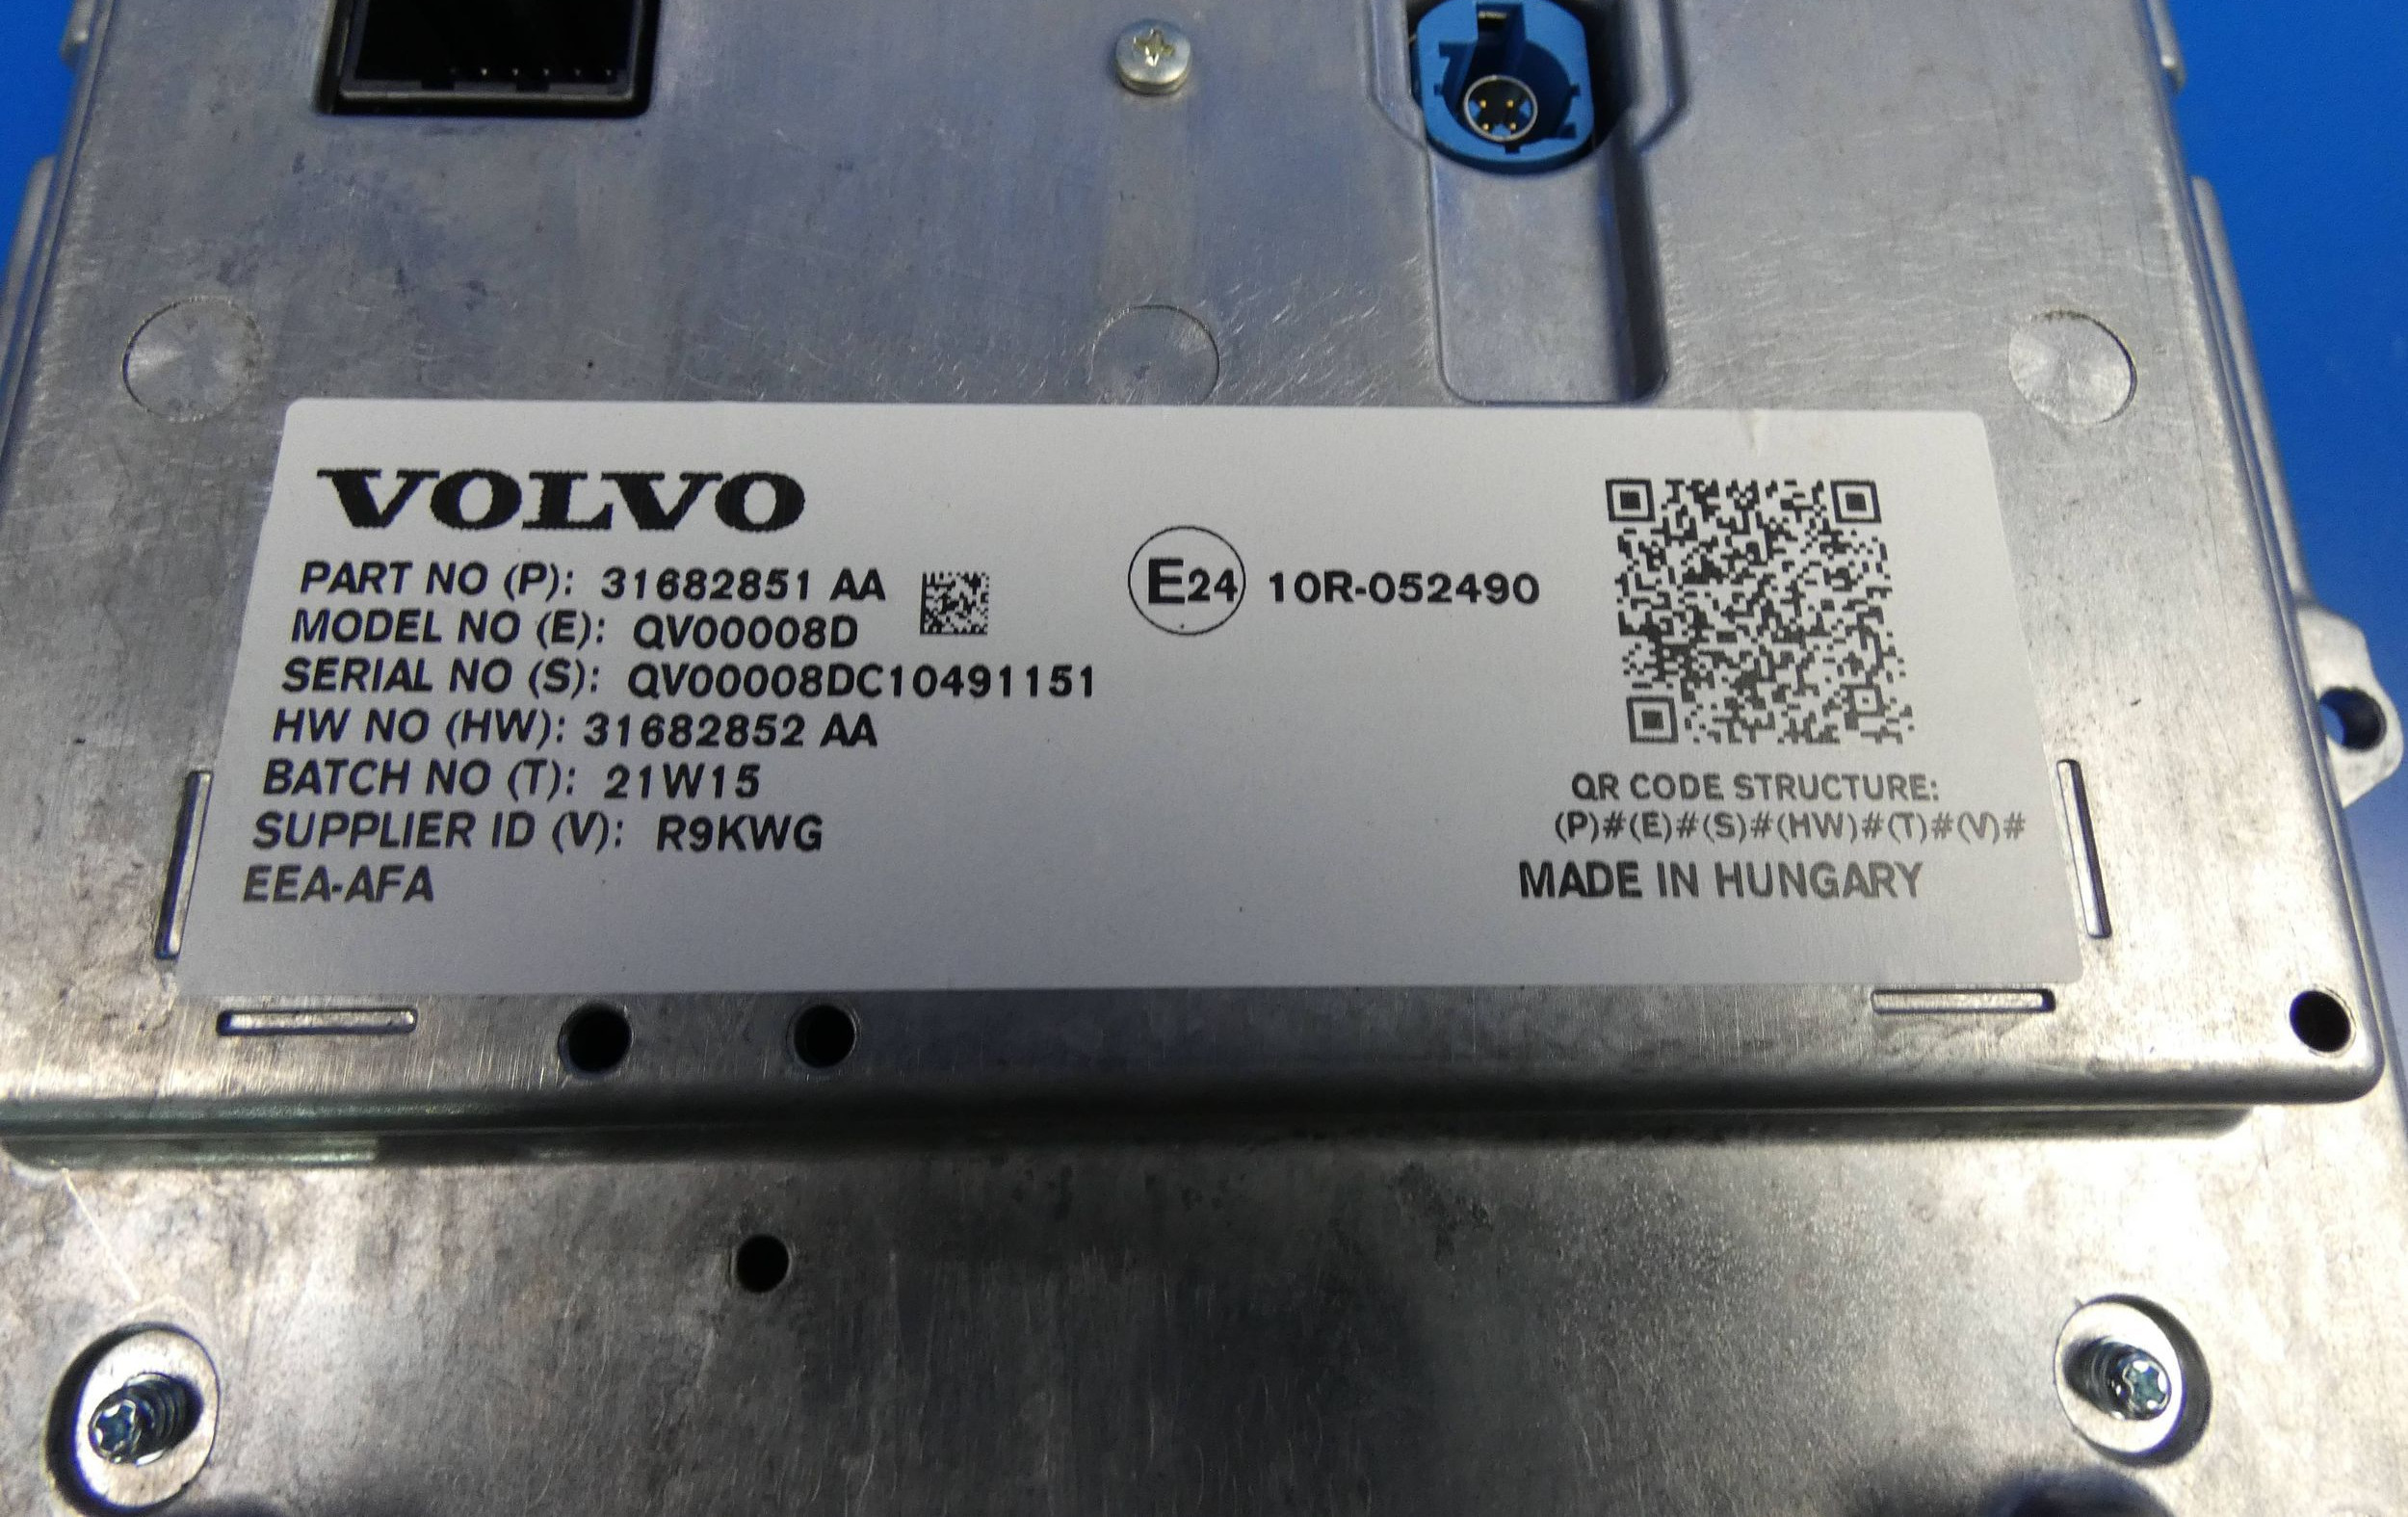 VOLVO
PART NO (P): 31682851 AA
MODEL NO (E): QV00008D
SERIAL NO (S): QV00008DC10491151
HW NO (HW): 31682852 AA
BATCH NO (T): 21W15
SUPPLIER ID (V): R9KWG
EEA-AFA
E24 10R-052490
QR CODE STRUCTURE:
(P)#(E)#(S)#(HW)#(T)#(V)#
MADE IN HUNGARY